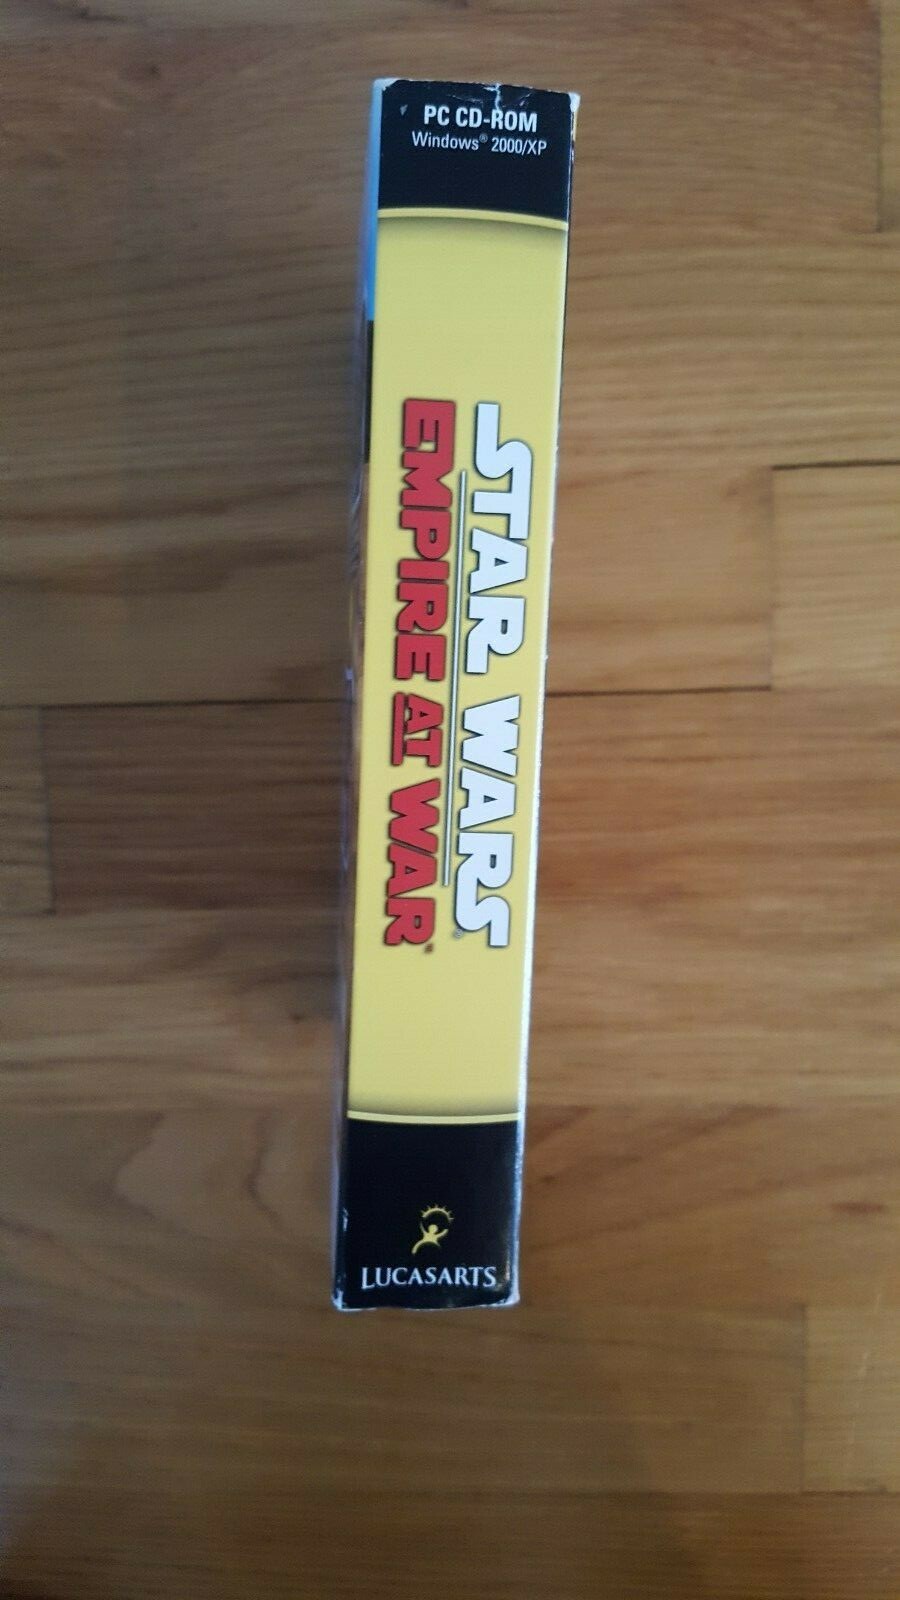 PC CD-ROM
Windows® 2000/XP
STAR WARS®
EMPIRE AT WAR
LUCASARTS